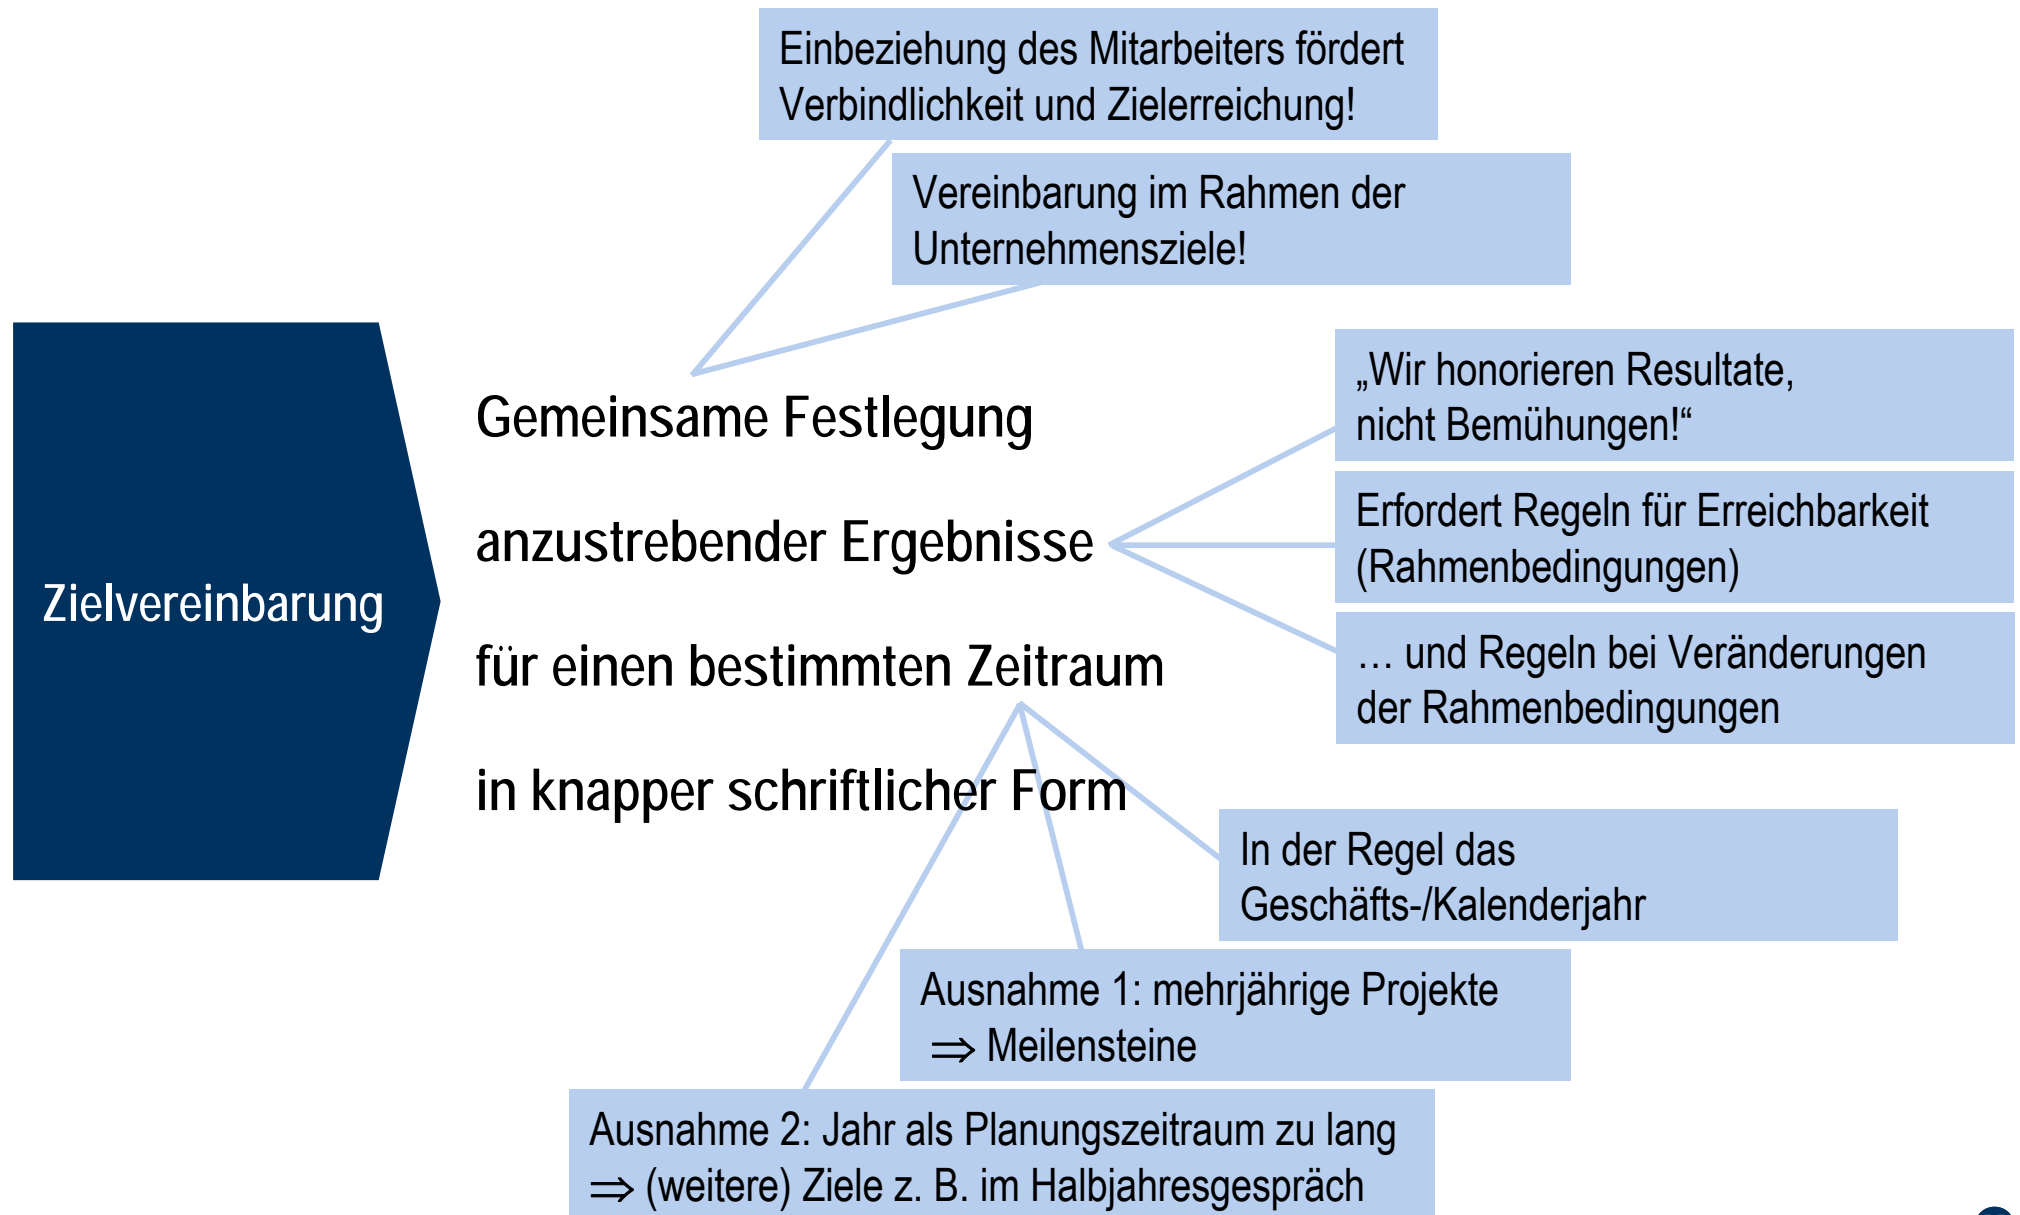 Einbeziehung des Mitarbeiters fördert
Verbindlichkeit und Zielerreichung!
Vereinbarung im Rahmen der
Unternehmensziele!
Zielvereinbarung
Gemeinsame Festlegung
anzustrebender Ergebnisse
für einen bestimmten Zeitraum
in knapper schriftlicher Form
„Wir honorieren Resultate,
nicht Bemühungen!“
Erfordert Regeln für Erreichbarkeit
(Rahmenbedingungen)
… und Regeln bei Veränderungen
der Rahmenbedingungen
In der Regel das
Geschäfts-/Kalenderjahr
Ausnahme 1: mehrjährige Projekte
⇒ Meilensteine
Ausnahme 2: Jahr als Planungszeitraum zu lang
⇒ (weitere) Ziele z. B. im Halbjahresgespräch